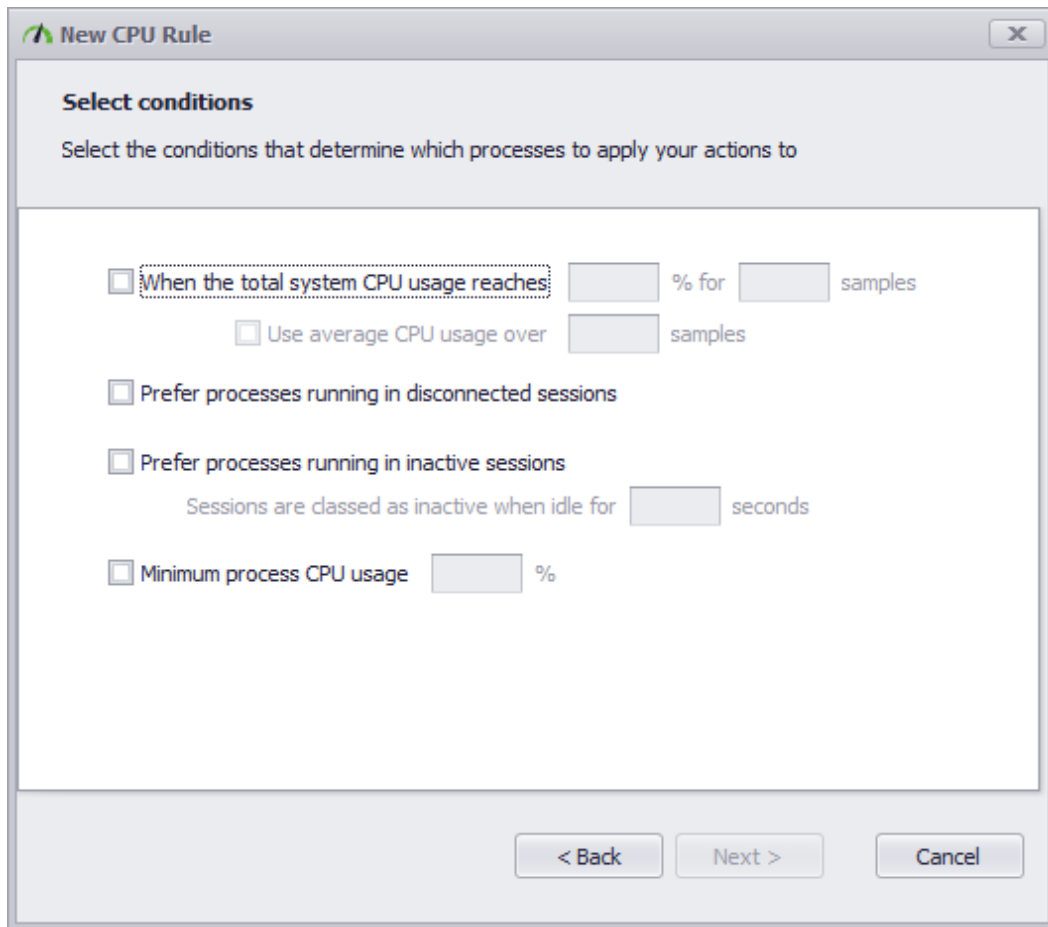 New CPU Rule
Select conditions
Select the conditions that determine which processes to apply your actions to
When the total system CPU usage reaches % for samples
Use average CPU usage over samples
Prefer processes running in disconnected sessions
Prefer processes running in inactive sessions
Sessions are classed as inactive when idle for seconds
Minimum process CPU usage %
< Back Next > Cancel